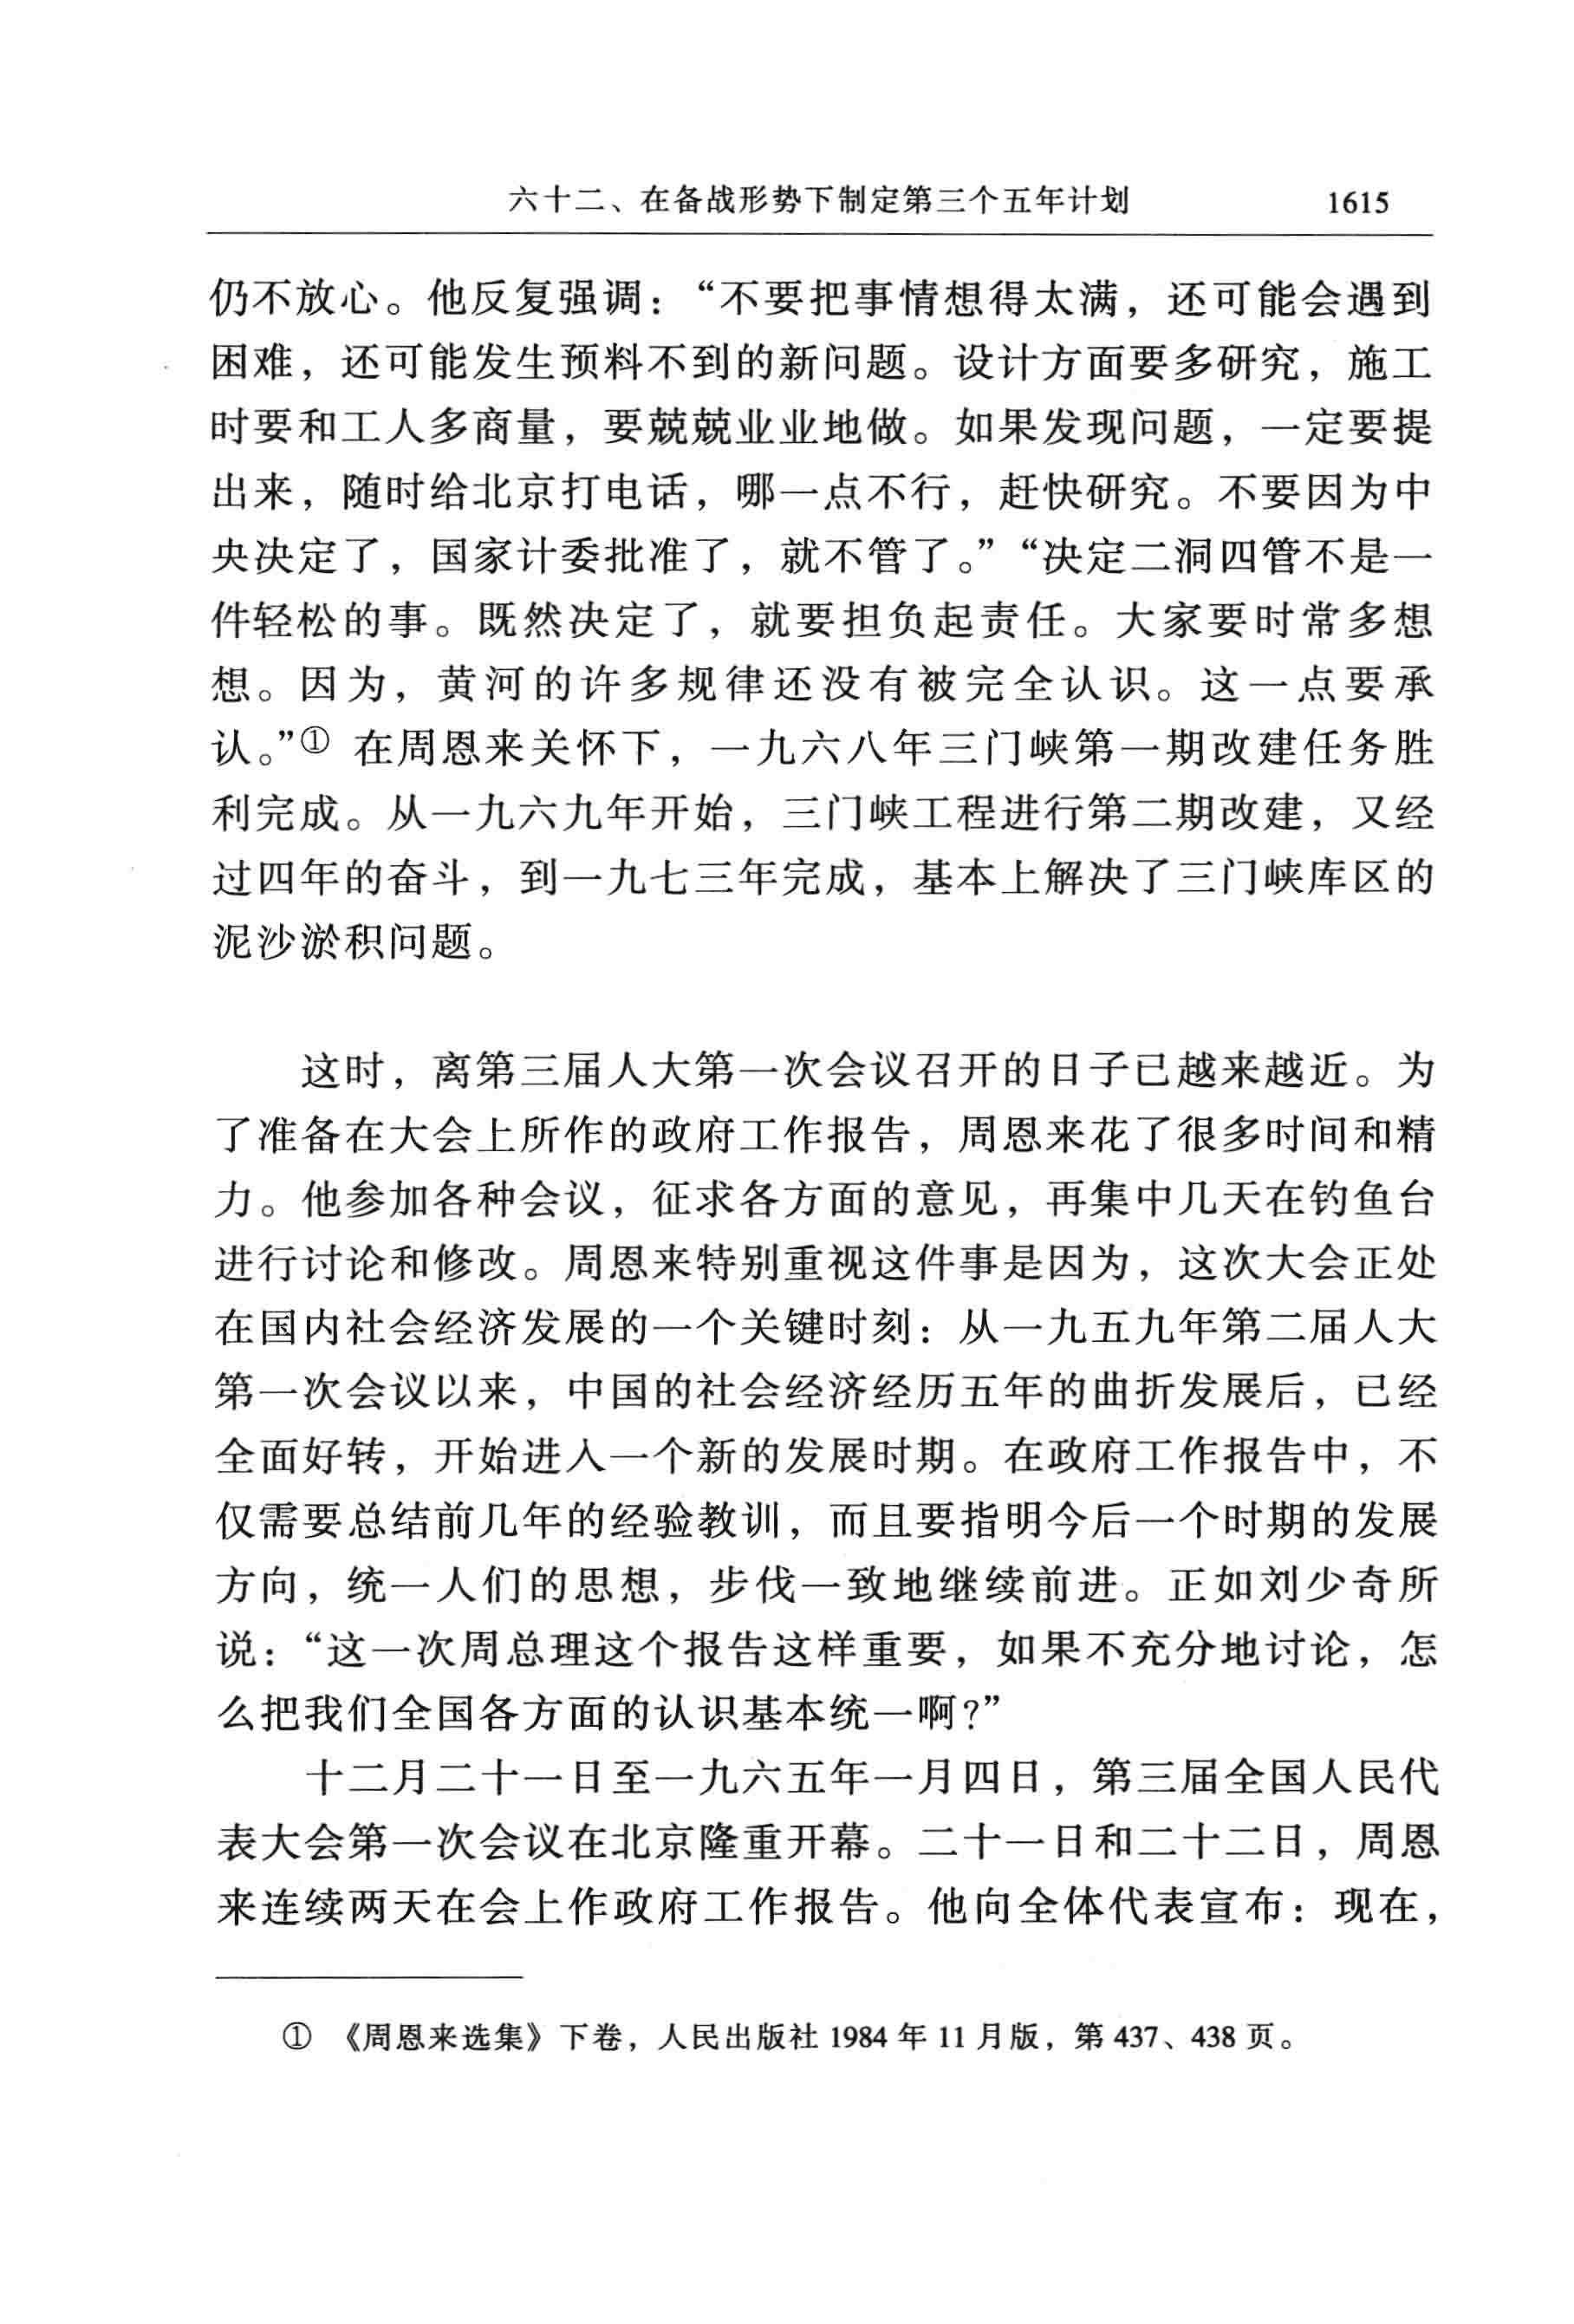 六十二、在备战形势下制定第三个五年计划 1615
仍不放心。他反复强调：“不要把事情想得太满，还可能会遇到
困难，还可能发生预料不到的新问题。设计方面要多研究，施工
时要和工人多商量，要兢兢业业地做。如果发现问题，一定要提
出来，随时给北京打电话，哪一点不行，赶快研究。不要因为中
央决定了，国家计委批准了，就不管了。”“决定二洞四管不是一
件轻松的事。既然决定了，就要担负起责任。大家要时常多想
想。因为，黄河的许多规律还没有被完全认识。这一点要承
认。”① 在周恩来关怀下，一九六八年三门峡第一期改建任务胜
利完成。从一九六九年开始，三门峡工程进行第二期改建，又经
过四年的奋斗，到一九七三年完成，基本上解决了三门峡库区的
泥沙淤积问题。
这时，离第三届人大第一次会议召开的日子已越来越近。为
了准备在大会上所作的政府工作报告，周恩来花了很多时间和精
力。他参加各种会议，征求各方面的意见，再集中几天在钓鱼台
进行讨论和修改。周恩来特别重视这件事是因为，这次大会正处
在国内社会经济发展的一个关键时刻：从一九五九年第二届人大
第一次会议以来，中国的社会经济经历五年的曲折发展后，已经
全面好转，开始进入一个新的发展时期。在政府工作报告中，不
仅需要总结前几年的经验教训，而且要指明今后一个时期的发展
方向，统一人们的思想，步伐一致地继续前进。正如刘少奇所
说：“这一次周总理这个报告这样重要，如果不充分地讨论，怎
么把我们全国各方面的认识基本统一啊?”
十二月二十一日至一九六五年一月四日，第三届全国人民代
表大会第一次会议在北京隆重开幕。二十一日和二十二日，周恩
来连续两天在会上作政府工作报告。他向全体代表宣布：现在，
① 《周恩来选集》下卷，人民出版社 1984 年 11 月版，第 437、438 页。